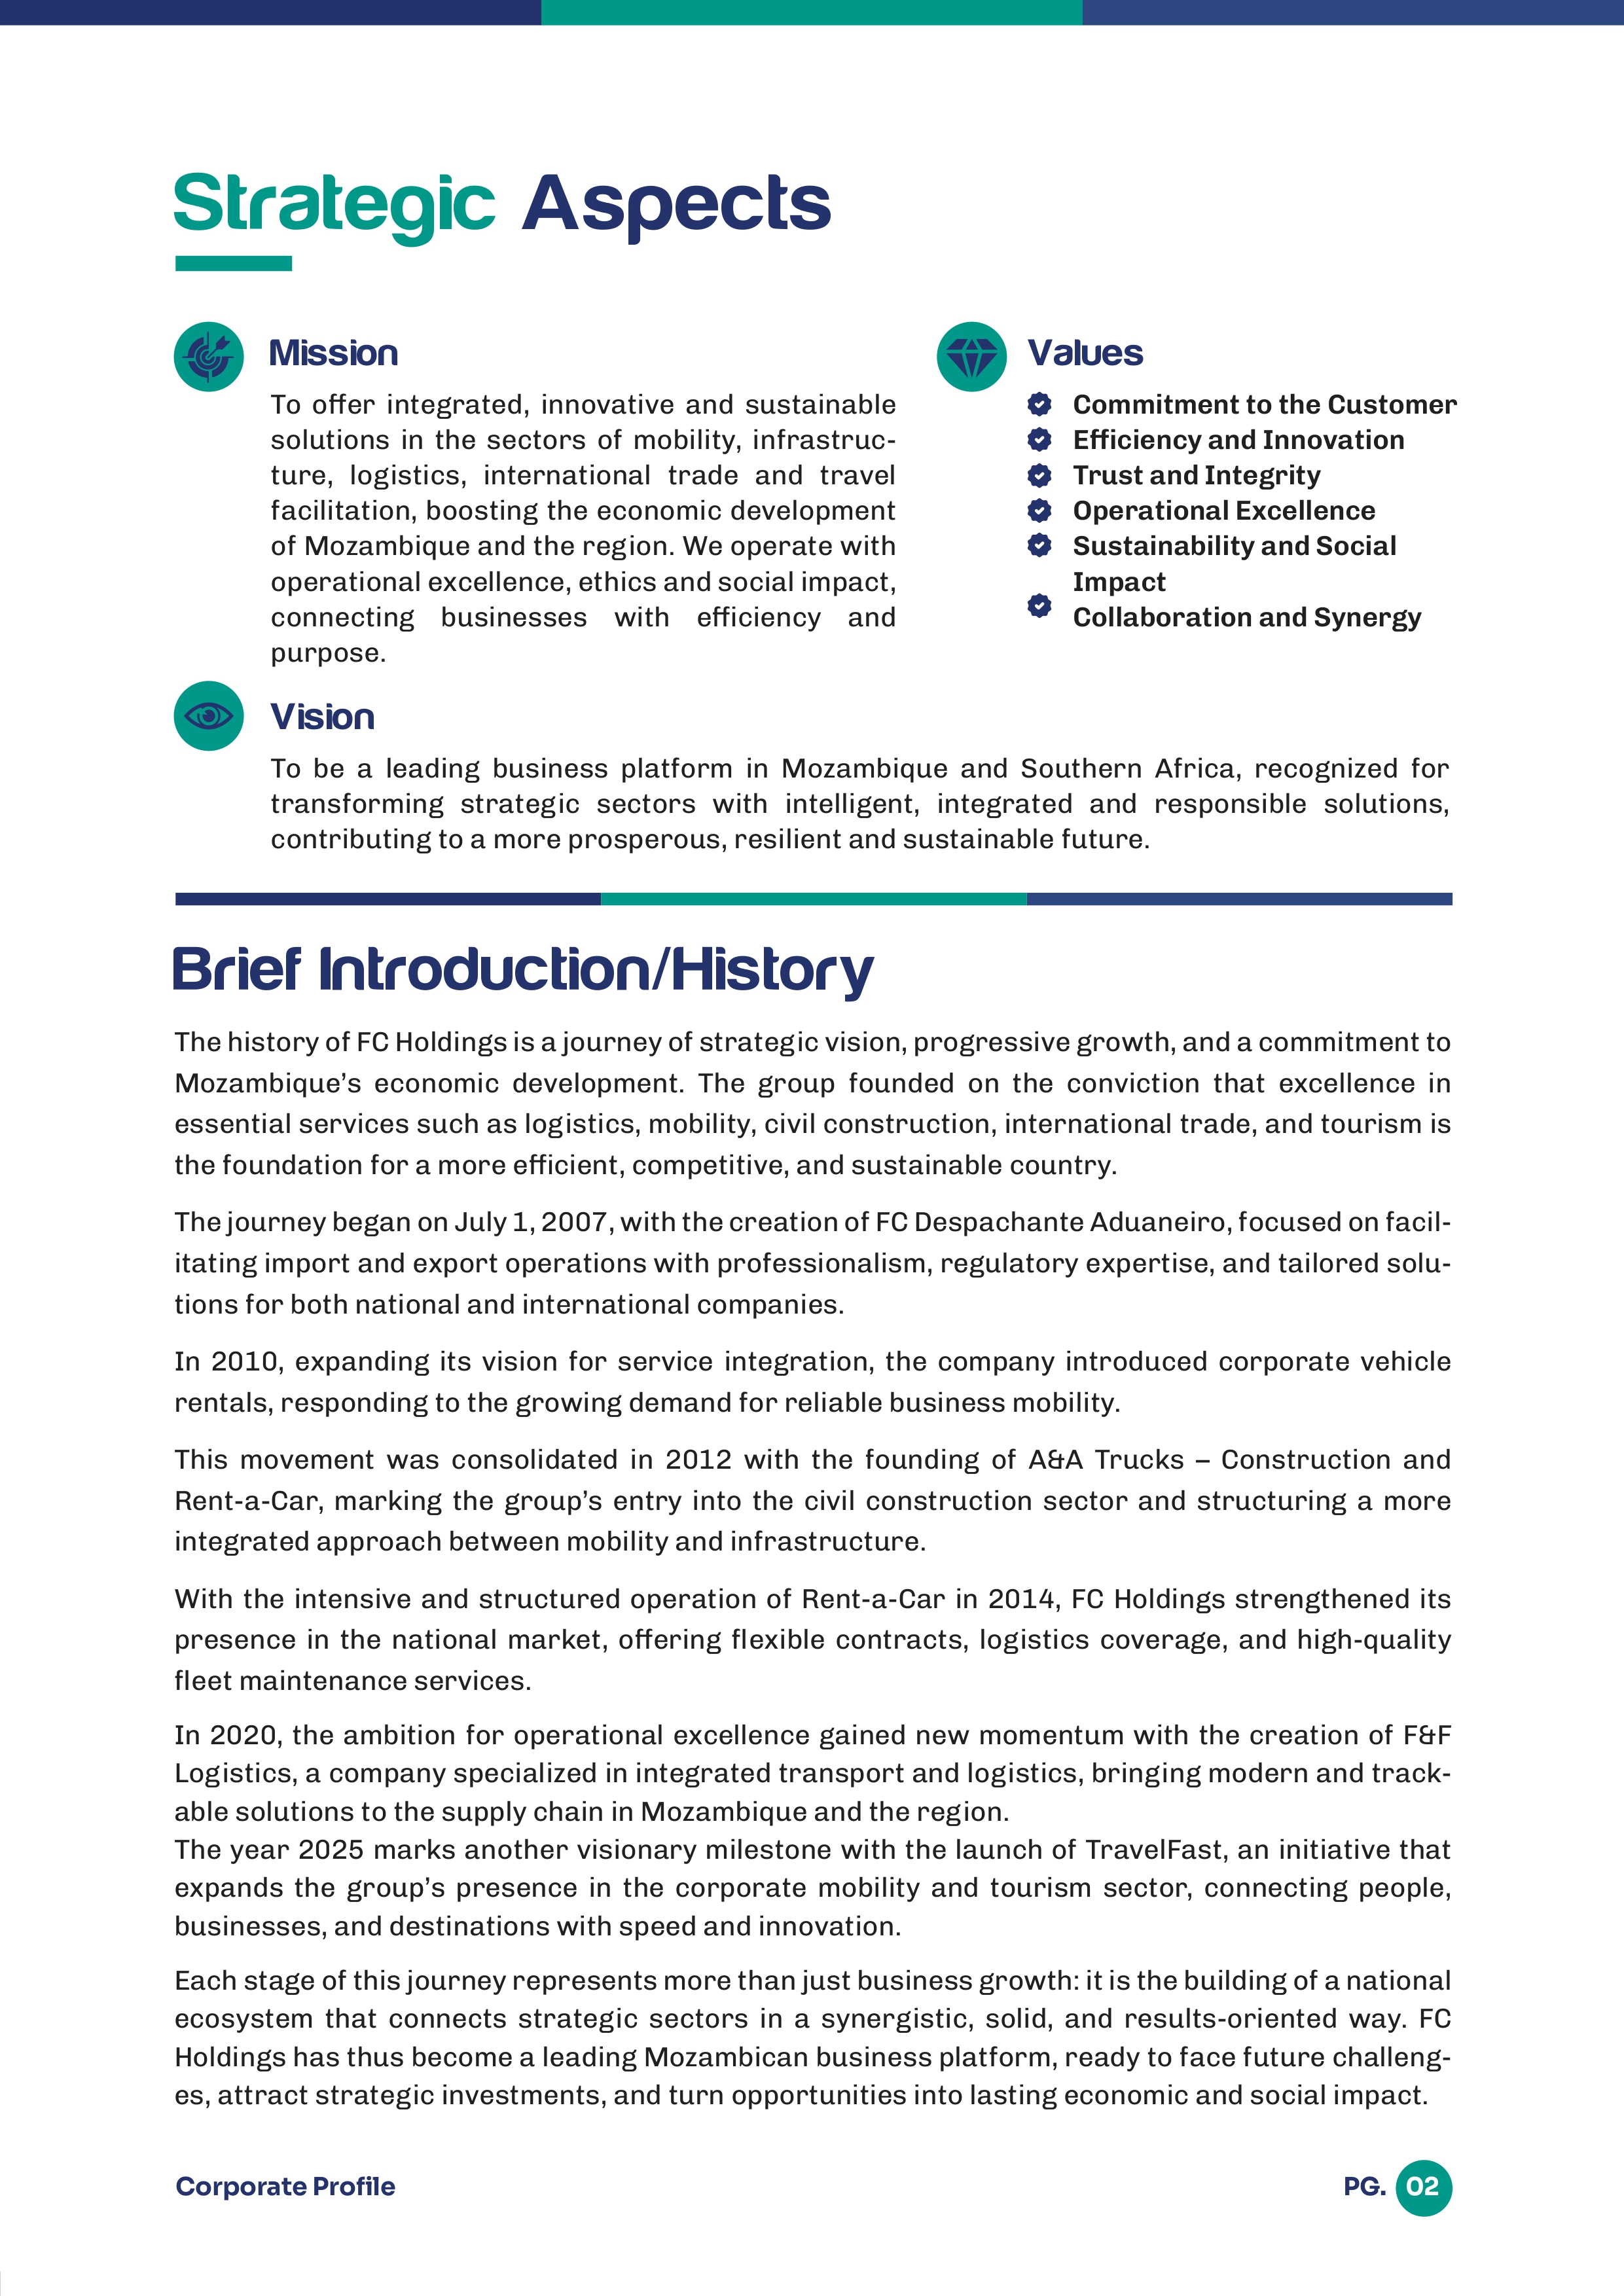 Strategic Aspects
Mission
To offer integrated, innovative and sustainable
solutions in the sectors of mobility, infrastruc-
ture, logistics, international trade and travel
facilitation, boosting the economic development
of Mozambique and the region. We operate with
operational excellence, ethics and social impact,
connecting businesses with efficiency and
purpose.
Values
Commitment to the Customer
Efficiency and Innovation
Trust and Integrity
Operational Excellence
Sustainability and Social
Impact
Collaboration and Synergy
Vision
To be a leading business platform in Mozambique and Southern Africa, recognized for
transforming strategic sectors with intelligent, integrated and responsible solutions,
contributing to a more prosperous, resilient and sustainable future.
Brief Introduction/History
The history of FC Holdings is a journey of strategic vision, progressive growth, and a commitment to
Mozambique’s economic development. The group founded on the conviction that excellence in
essential services such as logistics, mobility, civil construction, international trade, and tourism is
the foundation for a more efficient, competitive, and sustainable country.
The journey began on July 1, 2007, with the creation of FC Despachante Aduaneiro, focused on facil-
itating import and export operations with professionalism, regulatory expertise, and tailored solu-
tions for both national and international companies.
In 2010, expanding its vision for service integration, the company introduced corporate vehicle
rentals, responding to the growing demand for reliable business mobility.
This movement was consolidated in 2012 with the founding of A&A Trucks – Construction and
Rent-a-Car, marking the group’s entry into the civil construction sector and structuring a more
integrated approach between mobility and infrastructure.
With the intensive and structured operation of Rent-a-Car in 2014, FC Holdings strengthened its
presence in the national market, offering flexible contracts, logistics coverage, and high-quality
fleet maintenance services.
In 2020, the ambition for operational excellence gained new momentum with the creation of F&F
Logistics, a company specialized in integrated transport and logistics, bringing modern and track-
able solutions to the supply chain in Mozambique and the region.
The year 2025 marks another visionary milestone with the launch of TravelFast, an initiative that
expands the group’s presence in the corporate mobility and tourism sector, connecting people,
businesses, and destinations with speed and innovation.
Each stage of this journey represents more than just business growth: it is the building of a national
ecosystem that connects strategic sectors in a synergistic, solid, and results-oriented way. FC
Holdings has thus become a leading Mozambican business platform, ready to face future challeng-
es, attract strategic investments, and turn opportunities into lasting economic and social impact.
Corporate Profile
PG. 02